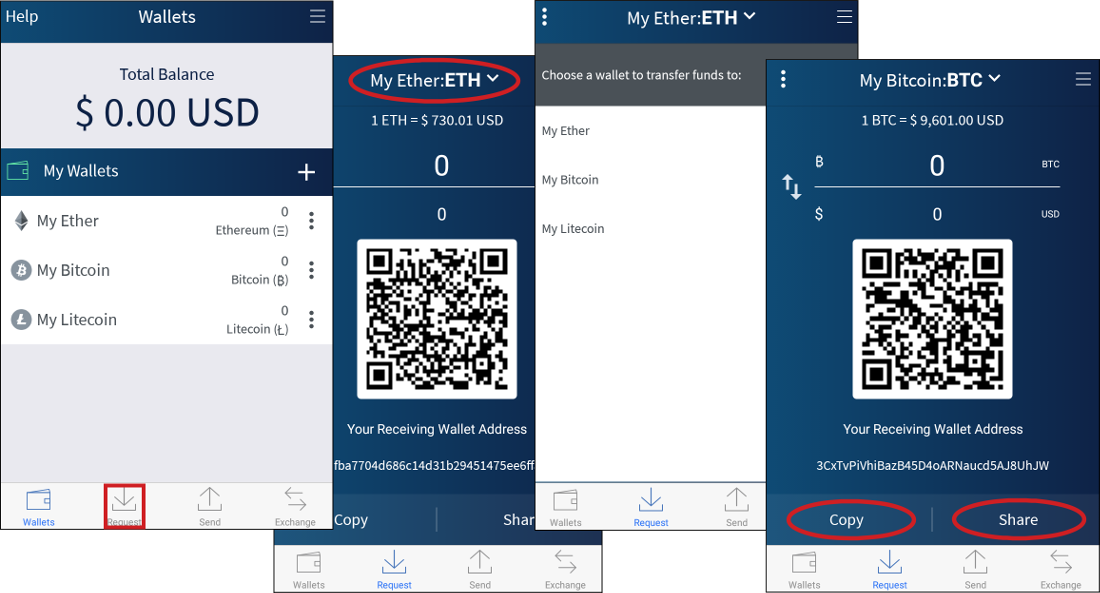 Help
Wallets
Total Balance
$ 0.00 USD
My Wallets
+
My Ether
0
Ethereum (Ξ)
My Bitcoin
0
Bitcoin (฿)
My Litecoin
0
Litecoin (Ł)
Wallets
Request
Send
Exchange
My Ether:ETH
1 ETH = $ 730.01 USD
0
0
Your Receiving Wallet Address
fba7704d686c14d31b29451475ee6ff
Copy
Shar
Wallets
Request
Send
Exchange
My Ether:ETH
Choose a wallet to transfer funds to:
My Ether
My Bitcoin
My Litecoin
Wallets
Request
Send
My Bitcoin:BTC
1 BTC = $ 9,601.00 USD
฿ 0 BTC
$ 0 USD
Your Receiving Wallet Address
3CxTvPiVhiBazB45D4oARNaucd5AJ8UhJW
Copy
Share
Wallets
Request
Send
Exchange